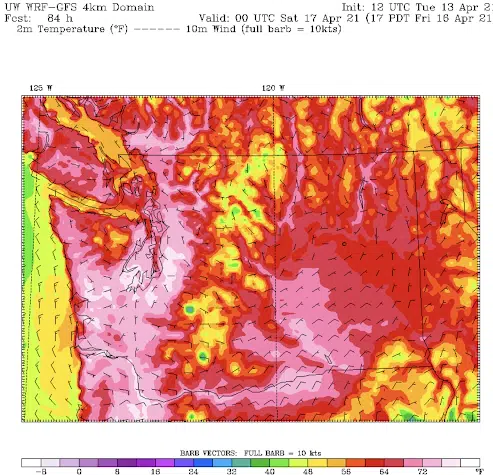 UW WRF-GFS 4km Domain Init: 12 UTC Tue 13 Apr 21
Fcst: 84 h Valid: 00 UTC Sat 17 Apr 21 (17 PDT Fri 16 Apr 21
2m Temperature (°F) ------ 10m Wind (full barb = 10kts)
125 W 120 W
BARB VECTORS: FULL BARB = 10 kts
-8 0 8 16 24 32 40 48 56 64 72 °F